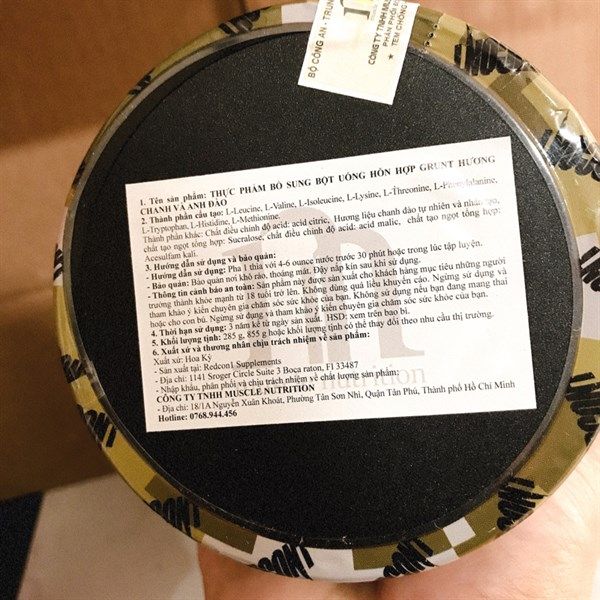 BỘ CÔNG AN - TRUN
CÔNG TY TNHH MU
PHÂN PHỐI Đ
TEM CHỐNG
1. Tên sản phẩm: THỰC PHẨM BỔ SUNG BỘT UỐNG HỖN HỢP GRUNT HƯƠNG
CHANH VÀ ANH ĐÀO
2. Thành phần cấu tạo: L-Leucine, L-Valine, L-Isoleucine, L-Lysine, L-Threonine, L-Phenylalanine,
L-Tryptophan, L-Histidine, L-Methionine.
Thành phần khác: Chất điều chỉnh độ acid: acid citric, Hương liệu chanh đào tự nhiên và nhân tạo,
chất tạo ngọt tổng hợp: Sucralose, chất điều chỉnh độ acid: acid malic, chất tạo ngọt tổng hợp:
Acesulfam kali.
3. Hướng dẫn sử dụng và bảo quản:
- Hướng dẫn sử dụng: Pha 1 thìa với 4-6 ounce nước trước 30 phút hoặc trong lúc tập luyện.
- Bảo quản: Bảo quản nơi khô ráo, thoáng mát. Đậy nắp kín sau khi sử dụng.
- Thông tin cảnh báo an toàn: Sản phẩm này được sản xuất cho khách hàng mục tiêu những người
trưởng thành khỏe mạnh từ 18 tuổi trở lên. Không dùng quá liều khuyến cáo. Ngừng sử dụng và
tham khảo ý kiến chuyên gia chăm sóc sức khỏe của bạn. Không sử dụng nếu bạn đang mang thai
hoặc cho con bú. Ngừng sử dụng và tham khảo ý kiến chuyên gia chăm sóc sức khỏe của bạn.
4. Thời hạn sử dụng: 3 năm kể từ ngày sản xuất. HSD: xem trên bao bì.
5. Khối lượng tịnh: 285 g, 855 g hoặc khối lượng tịnh có thể thay đổi theo nhu cầu thị trường.
6. Xuất xứ và thương nhân chịu trách nhiệm về sản phẩm:
Xuất xứ: Hoa Kỳ
- Sản xuất tại: Redcon1 Supplements
- Địa chỉ: 1141 Sroger Circle Suite 3 Boca raton, Fl 33487
- Nhập khẩu, phân phối và chịu trách nhiệm về chất lượng sản phẩm:
CÔNG TY TNHH MUSCLE NUTRITION
- Địa chỉ: 18/1A Nguyễn Xuân Khoát, Phường Tân Sơn Nhì, Quận Tân Phú, Thành phố Hồ Chí Minh
Hotline: 0768.944.456
nutrition